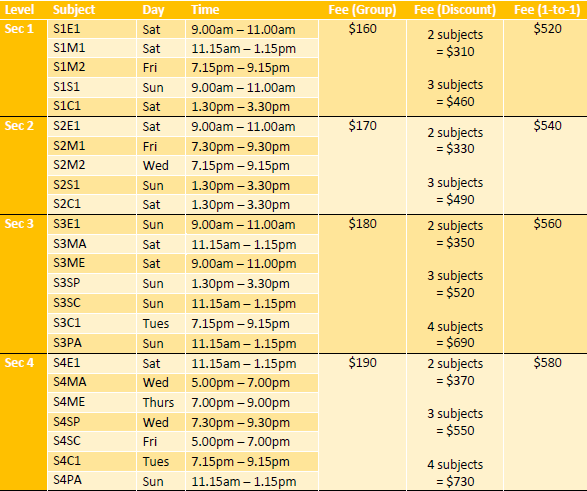 Level Subject Day Time Fee (Group) Fee (Discount) Fee (1-to-1)
Sec 1 S1E1 Sat 9.00am – 11.00am $160 2 subjects = $310 $520
S1M1 Sat 11.15am – 1.15pm
S1M2 Fri 7.15pm – 9.15pm
S1S1 Sun 9.00am – 11.00am 3 subjects = $460
S1C1 Sat 1.30pm – 3.30pm
Sec 2 S2E1 Sat 9.00am – 11.00am $170 2 subjects = $330 $540
S2M1 Fri 7.30pm – 9.30pm
S2M2 Wed 7.15pm – 9.15pm
S2S1 Sun 1.30pm – 3.30pm 3 subjects = $490
S2C1 Sat 1.30pm – 3.30pm
Sec 3 S3E1 Sun 9.00am – 11.00am $180 2 subjects = $350 $560
S3MA Sat 11.15am – 1.15pm
S3ME Sat 9.00am – 11.00pm
S3SP Sun 1.30pm – 3.30pm 3 subjects = $520
S3SC Sun 11.15am – 1.15pm
S3C1 Tues 7.15pm – 9.15pm 4 subjects = $690
S3PA Sun 11.15am – 1.15pm
Sec 4 S4E1 Sat 11.15am – 1.15pm $190 2 subjects = $370 $580
S4MA Wed 5.00pm – 7.00pm
S4ME Thurs 7.00pm – 9.00pm
S4SP Wed 7.30pm – 9.30pm 3 subjects = $550
S4SC Fri 5.00pm – 7.00pm
S4C1 Tues 7.15pm – 9.15pm 4 subjects = $730
S4PA Sun 11.15am – 1.15pm